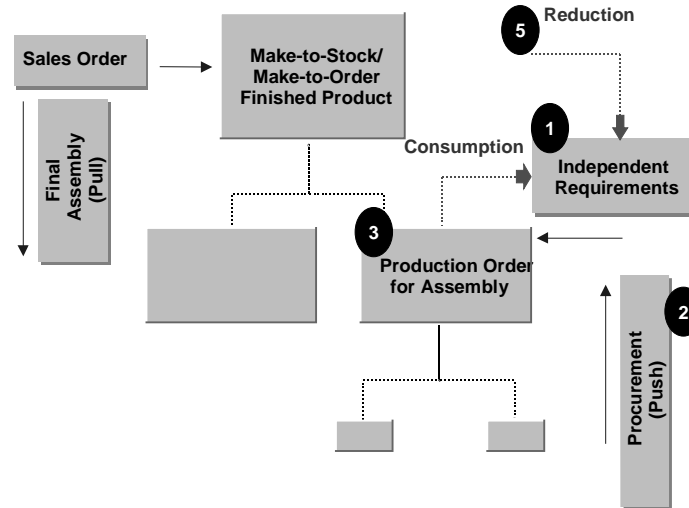 5
Reduction
Sales Order
Make-to-Stock/
Make-to-Order
Finished Product
1
Independent
Requirements
Consumption
Final
Assembly
(Pull)
3
Production Order
for Assembly
2
Procurement
(Push)